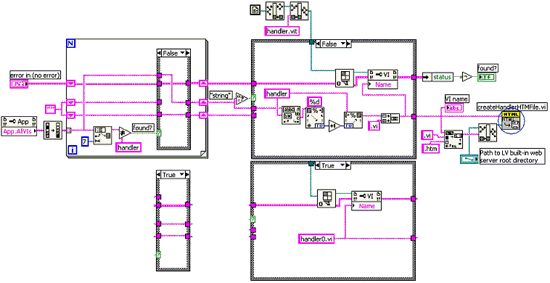 handler.vit
N
False
False
error in (no error)
"String"
handler
%d
VI
Name
status
found?
TF
App
App.AllVIs
7
found?
handler
i
.vi
VI name
abc
createHandlerHTMFile.vi
HTML
.vi
.htm
Path to LV built-in web
server root directory
True
True
VI
Name
handler0.vi